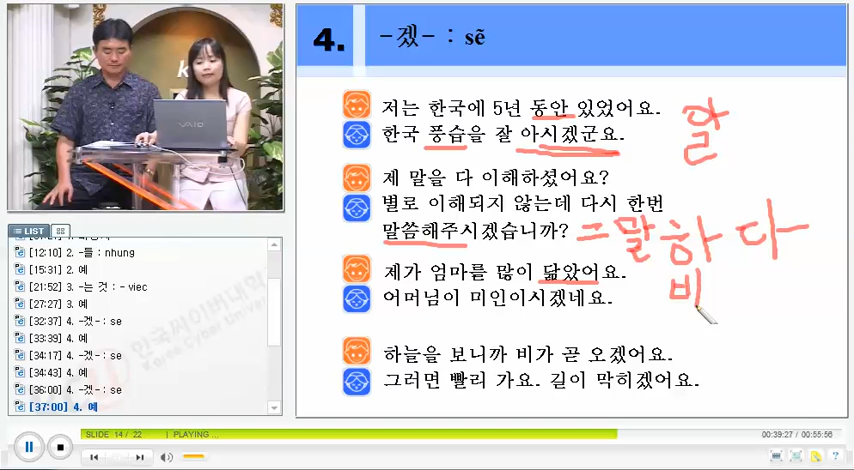 4. -겠- : sẽ
저는 한국에 5년 동안 있었어요.
한국 풍습을 잘 아시겠군요.
알
제 말을 다 이해하셨어요?
별로 이해되지 않는데 다시 한번
말씀해주시겠습니까? = 말하다
제가 엄마를 많이 닮았어요.
비
어머님이 미인이시겠네요.
하늘을 보니까 비가 곧 오겠어요.
그러면 빨리 가요. 길이 막히겠어요.
VAIO
LIST
[12:10] 2. -들 : nhung
[15:31] 2. 예
[21:52] 3. -는 것 : - viec
[27:27] 3. 예
[32:37] 4. -겠- : se
[33:39] 4. 예
[34:17] 4. -겠- : se
[34:43] 4. 예
[36:00] 4. -겠- : se
[37:00] 4. 예
한국싸이버대학
SLIDE 14 / 22 | PLAYING ...
00:39:27 / 00:55:56